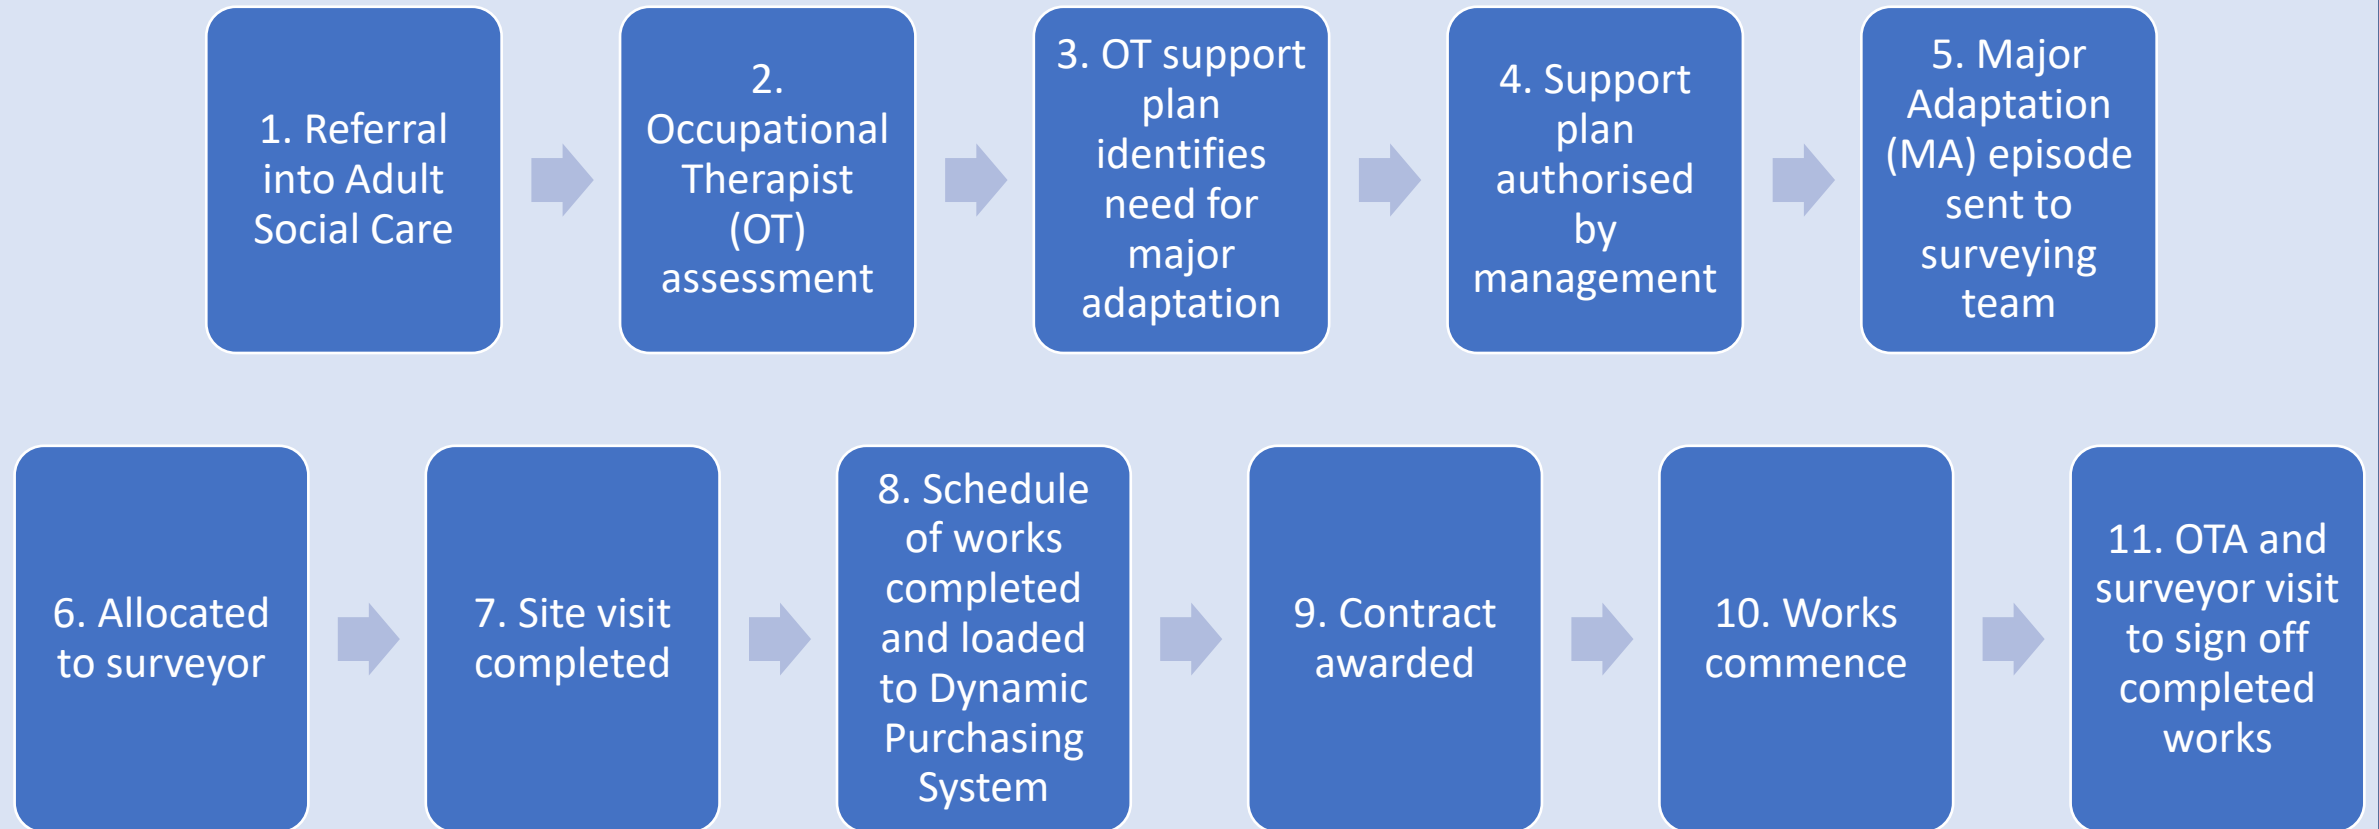 1. Referral
into Adult
Social Care
2.
Occupational
Therapist
(OT)
assessment
3. OT support
plan
identifies
need for
major
adaptation
4. Support
plan
authorised
by
management
5. Major
Adaptation
(MA) episode
sent to
surveying
team
6. Allocated
to surveyor
7. Site visit
completed
8. Schedule
of works
completed
and loaded
to Dynamic
Purchasing
System
9. Contract
awarded
10. Works
commence
11. OTA and
surveyor visit
to sign off
completed
works